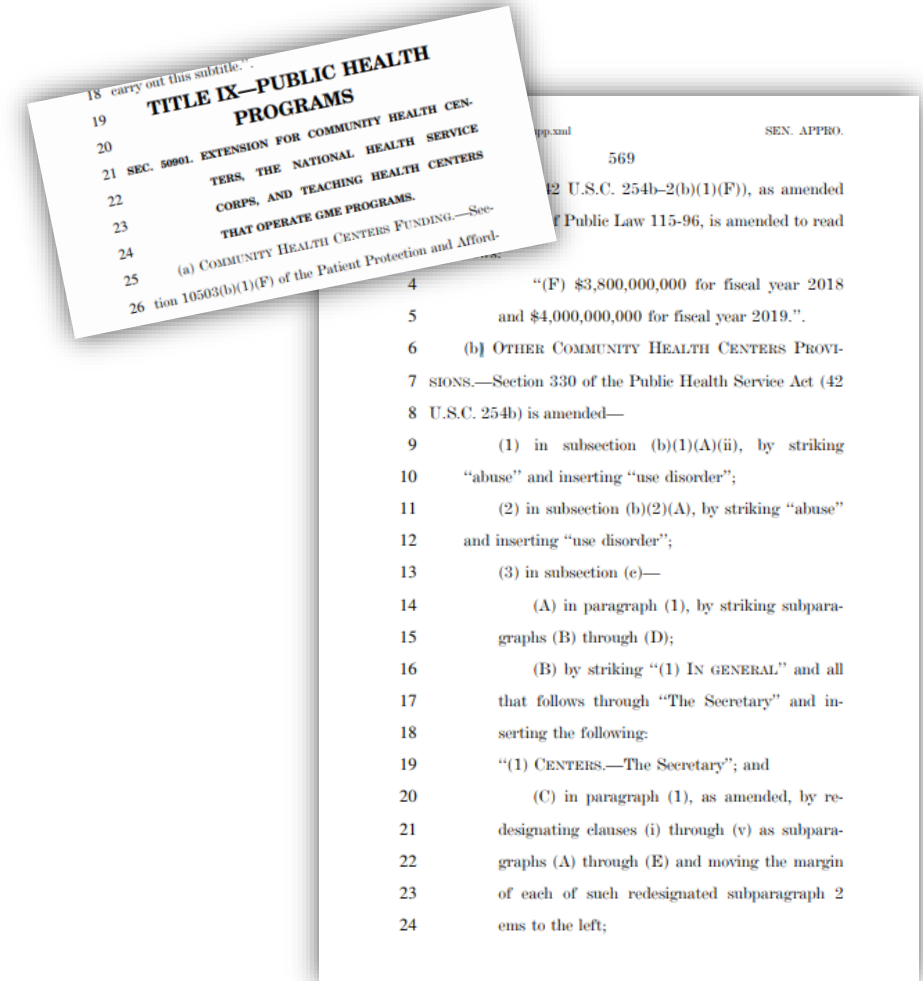 18 carry out this subtitle.".
19 TITLE IX—PUBLIC HEALTH
20 PROGRAMS
21 SEC. 50901. EXTENSION FOR COMMUNITY HEALTH CEN-
22 TERS, THE NATIONAL HEALTH SERVICE
23 CORPS, AND TEACHING HEALTH CENTERS
24 THAT OPERATE GME PROGRAMS.
25 (a) COMMUNITY HEALTH CENTERS FUNDING.—Sec-
26 tion 10503(b)(1)(F) of the Patient Protection and Afford-
pp.xml SEN. APPRO.
569
42 U.S.C. 254b–2(b)(1)(F)), as amended
f Public Law 115-96, is amended to read
4 "(F) $3,800,000,000 for fiscal year 2018
5 and $4,000,000,000 for fiscal year 2019.".
6 (b) OTHER COMMUNITY HEALTH CENTERS PROVI-
7 SIONS.—Section 330 of the Public Health Service Act (42
8 U.S.C. 254b) is amended—
9 (1) in subsection (b)(1)(A)(ii), by striking
10 "abuse" and inserting "use disorder";
11 (2) in subsection (b)(2)(A), by striking "abuse"
12 and inserting "use disorder";
13 (3) in subsection (c)—
14 (A) in paragraph (1), by striking subpara-
15 graphs (B) through (D);
16 (B) by striking "(1) IN GENERAL" and all
17 that follows through "The Secretary" and in-
18 serting the following:
19 "(1) CENTERS.—The Secretary"; and
20 (C) in paragraph (1), as amended, by re-
21 designating clauses (i) through (v) as subpara-
22 graphs (A) through (E) and moving the margin
23 of each of such redesignated subparagraph 2
24 ems to the left;